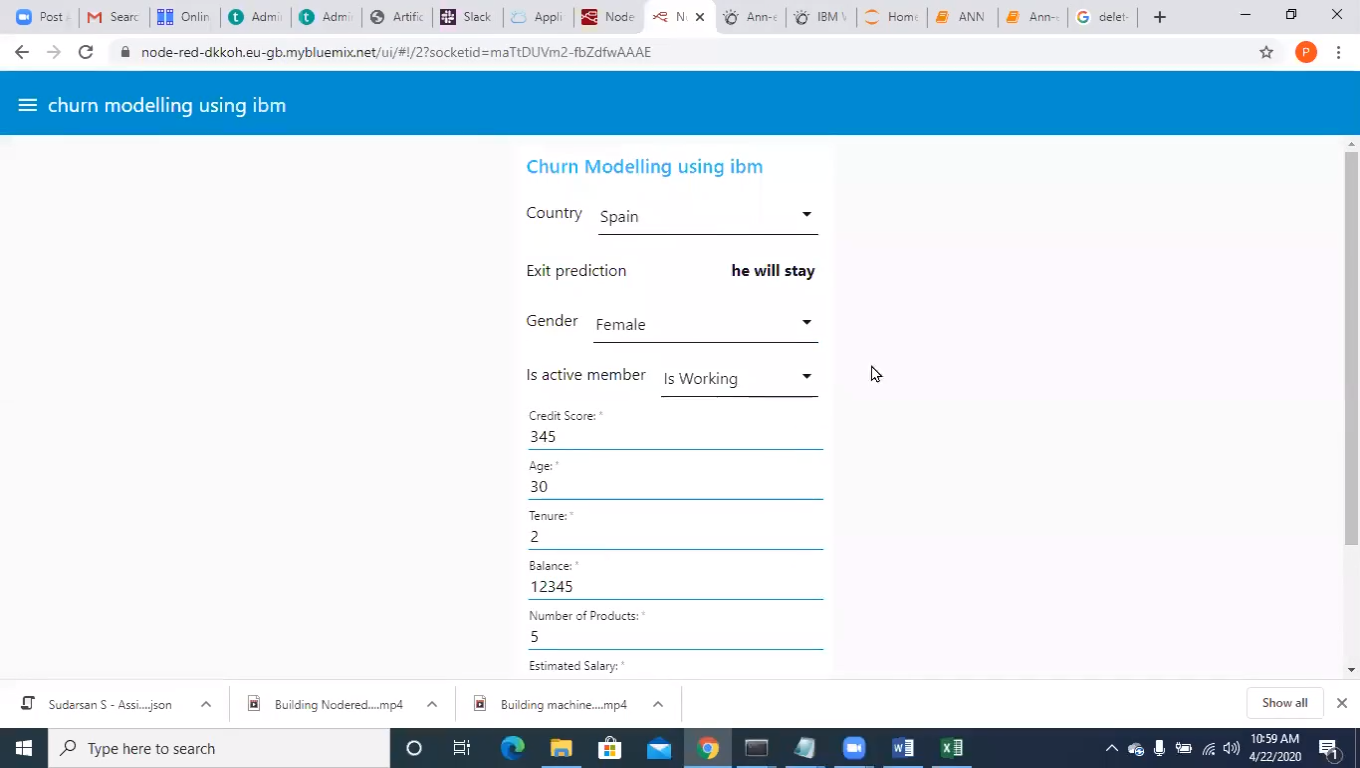 Post A
Searc
Onlin
Admi
Admi
Artific
Slack
Appli
Node
N
Ann-e
IBM W
Home
ANN
Ann-e
delet
node-red-dkkoh.eu-gb.mybluemix.net/ui/#!/2?socketid=maTtDUVm2-fbZdfwAAAE
P
churn modelling using ibm
Churn Modelling using ibm
Country Spain
Exit prediction he will stay
Gender Female
Is active member Is Working
Credit Score: *
345
Age: *
30
Tenure: *
2
Balance: *
12345
Number of Products: *
5
Estimated Salary: *
Sudarsan S - Assi....json
Building Nodered....mp4
Building machine....mp4
Show all
Type here to search
10:59 AM
4/22/2020
1